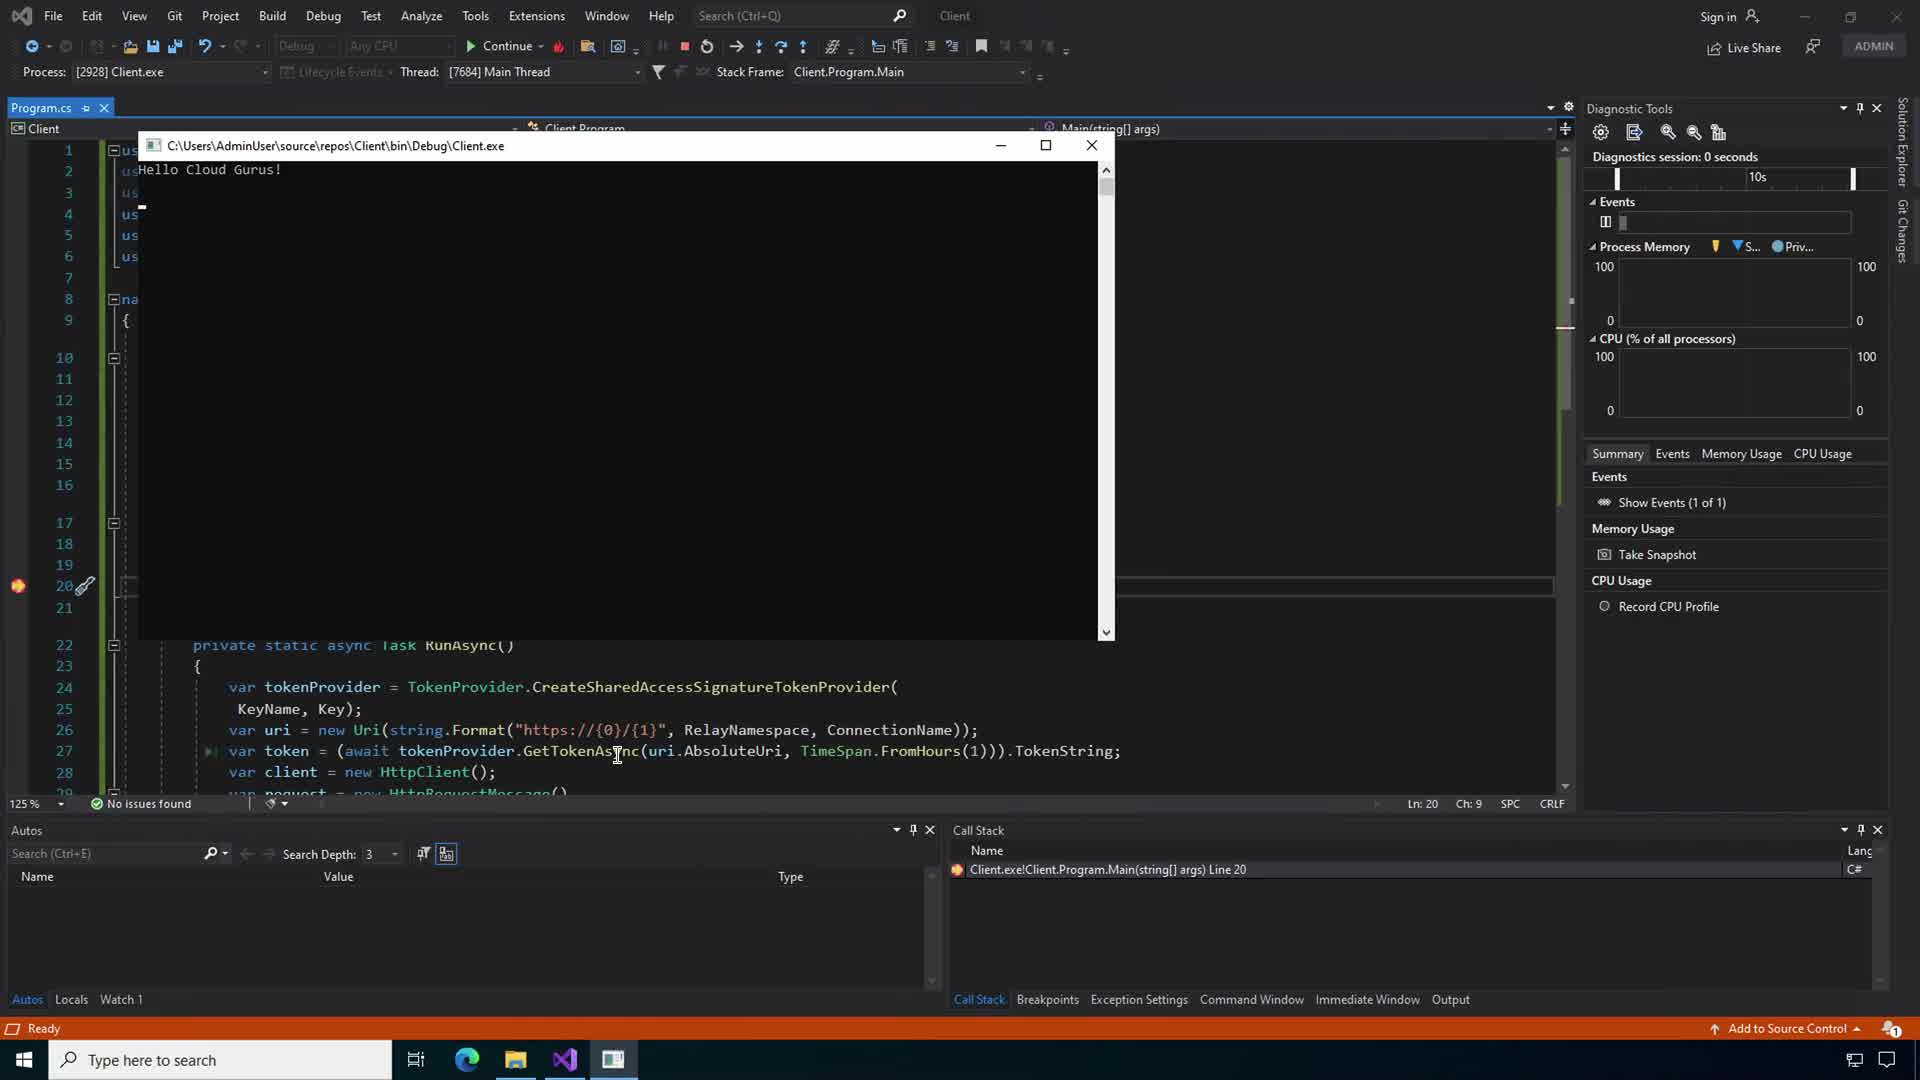 File Edit View Git Project Build Debug Test Analyze Tools Extensions Window Help Search (Ctrl+Q) Client Sign in
Debug Any CPU Continue Live Share ADMIN
Process: [2928] Client.exe Lifecycle Events Thread: [7684] Main Thread Stack Frame: Client.Program.Main
Program.cs
Client Client.Program Main(string[] args)
C:\Users\AdminUser\source\repos\Client\bin\Debug\Client.exe
Hello Cloud Gurus!
1 us
2 us
3 us
4 us
5 us
6 us
7
8 na
9 {
10
11
12
13
14
15
16
17
18
19
20
21
22 private static async Task RunAsync()
23 {
24 var tokenProvider = TokenProvider.CreateSharedAccessSignatureTokenProvider(
25 KeyName, Key);
26 var uri = new Uri(string.Format("https://{0}/{1}", RelayNamespace, ConnectionName));
27 var token = (await tokenProvider.GetTokenAsync(uri.AbsoluteUri, TimeSpan.FromHours(1))).TokenString;
28 var client = new HttpClient();
29 var request = new HttpRequestMessage()
125 % No issues found Ln: 20 Ch: 9 SPC CRLF
Diagnostic Tools
Diagnostics session: 0 seconds
10s
Events
Process Memory S... Priv...
100 100
0 0
CPU (% of all processors)
100 100
0 0
Summary Events Memory Usage CPU Usage
Events
Show Events (1 of 1)
Memory Usage
Take Snapshot
CPU Usage
Record CPU Profile
Solution Explorer
Git Changes
Autos
Search (Ctrl+E) Search Depth: 3
Name Value Type
Autos Locals Watch 1
Call Stack
Name Lang
Client.exe!Client.Program.Main(string[] args) Line 20 C#
Call Stack Breakpoints Exception Settings Command Window Immediate Window Output
Ready Add to Source Control 1
Type here to search